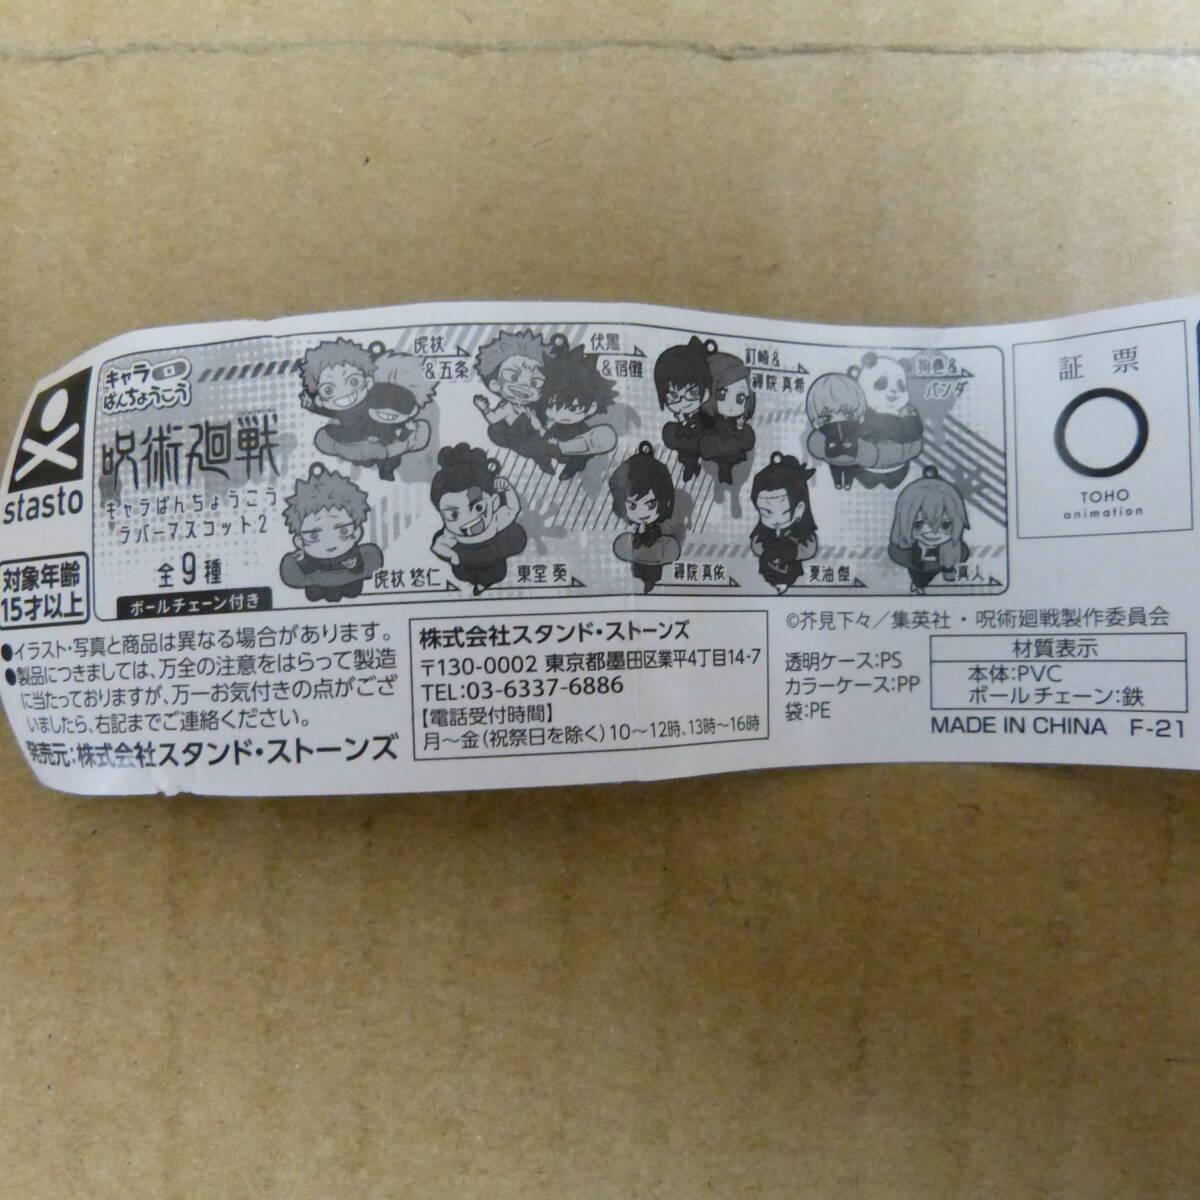 stasto
対象年齢
15才以上
キャラ
ばんちょうこう
呪術廻戦
キャラばんちょうこう
ラバーマスコット2
全9種
ボールチェーン付き
虎杖
&五条
伏黒
&宿儺
釘崎&
禪院 真希
狗巻&
パンダ
虎杖 悠仁
東堂 葵
禪院 真依
夏油 傑
真人
証 票
TOHO
animation
●イラスト・写真と商品は異なる場合があります。
●製品につきましては、万全の注意をはらって製造
に当たっておりますが、万一お気付きの点がござ
いましたら、右記までご連絡ください。
発売元:株式会社スタンド・ストーンズ
株式会社スタンド・ストーンズ
〒130-0002 東京都墨田区業平4丁目14-7
TEL:03-6337-6886
【電話受付時間】
月～金(祝祭日を除く)10～12時、13時～16時
©芥見下々／集英社・呪術廻戦製作委員会
透明ケース:PS
カラーケース:PP
袋:PE
材質表示
本体:PVC
ボールチェーン:鉄
MADE IN CHINA F-21